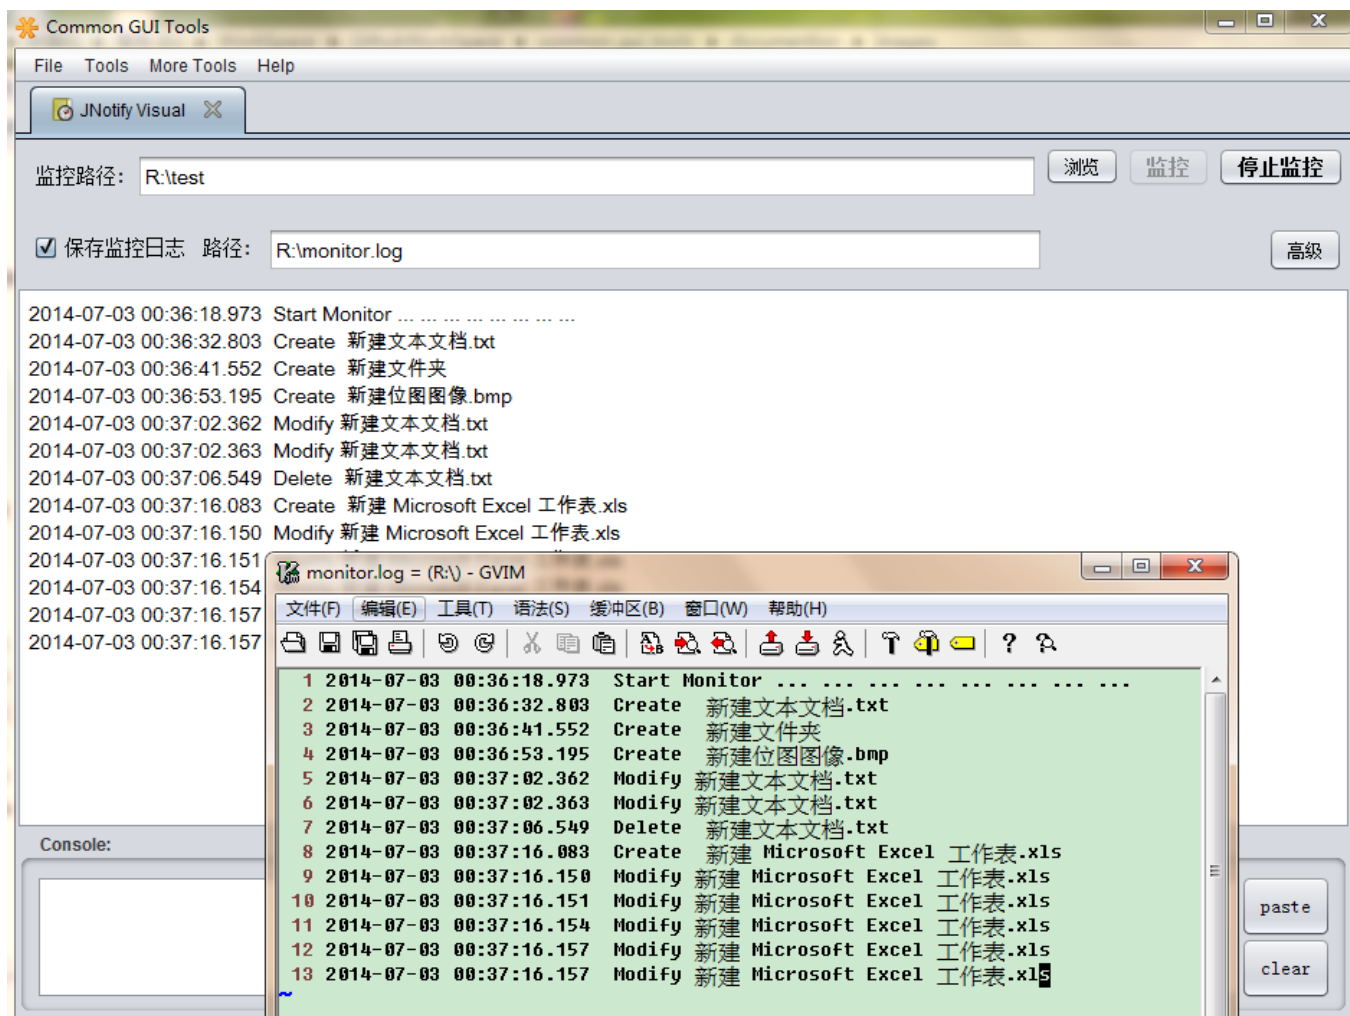 Common GUI Tools
File Tools More Tools Help
JNotify Visual
监控路径: R:\test 浏览 监控 停止监控
保存监控日志 路径: R:\monitor.log 高级
2014-07-03 00:36:18.973 Start Monitor ... ... ... ... ... ... ... ...
2014-07-03 00:36:32.803 Create 新建文本文档.txt
2014-07-03 00:36:41.552 Create 新建文件夹
2014-07-03 00:36:53.195 Create 新建位图图像.bmp
2014-07-03 00:37:02.362 Modify 新建文本文档.txt
2014-07-03 00:37:02.363 Modify 新建文本文档.txt
2014-07-03 00:37:06.549 Delete 新建文本文档.txt
2014-07-03 00:37:16.083 Create 新建 Microsoft Excel 工作表.xls
2014-07-03 00:37:16.150 Modify 新建 Microsoft Excel 工作表.xls
2014-07-03 00:37:16.151
2014-07-03 00:37:16.154
2014-07-03 00:37:16.157
2014-07-03 00:37:16.157
monitor.log = (R:\) - GVIM
文件(F) 编辑(E) 工具(T) 语法(S) 缓冲区(B) 窗口(W) 帮助(H)
1 2014-07-03 00:36:18.973 Start Monitor ... ... ... ... ... ... ... ...
2 2014-07-03 00:36:32.803 Create 新建文本文档.txt
3 2014-07-03 00:36:41.552 Create 新建文件夹
4 2014-07-03 00:36:53.195 Create 新建位图图像.bmp
5 2014-07-03 00:37:02.362 Modify 新建文本文档.txt
6 2014-07-03 00:37:02.363 Modify 新建文本文档.txt
7 2014-07-03 00:37:06.549 Delete 新建文本文档.txt
8 2014-07-03 00:37:16.083 Create 新建 Microsoft Excel 工作表.xls
9 2014-07-03 00:37:16.150 Modify 新建 Microsoft Excel 工作表.xls
10 2014-07-03 00:37:16.151 Modify 新建 Microsoft Excel 工作表.xls
11 2014-07-03 00:37:16.154 Modify 新建 Microsoft Excel 工作表.xls
12 2014-07-03 00:37:16.157 Modify 新建 Microsoft Excel 工作表.xls
13 2014-07-03 00:37:16.157 Modify 新建 Microsoft Excel 工作表.xls
~
Console:
paste
clear